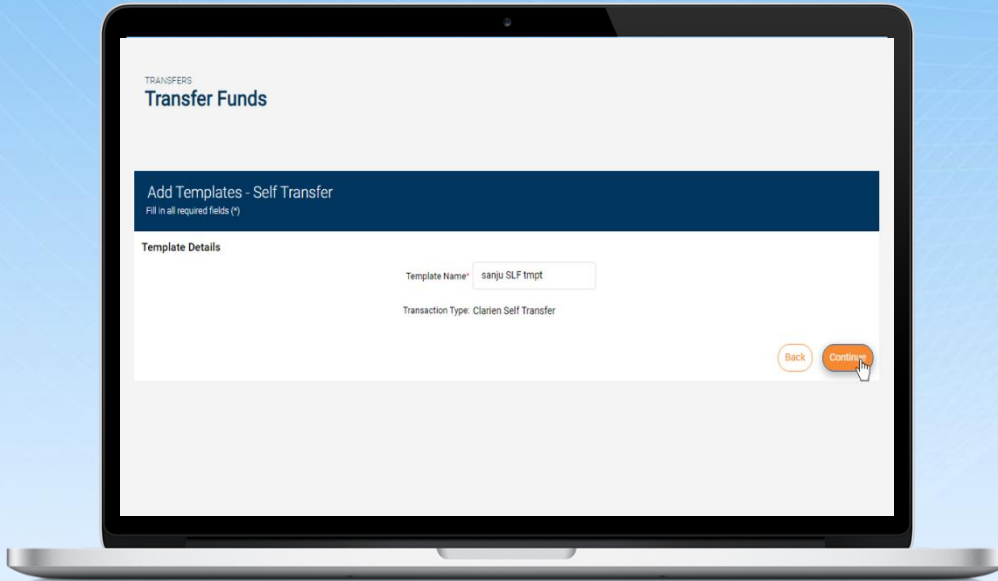 TRANSFERS
Transfer Funds
Add Templates - Self Transfer
Fill in all required fields (*)
Template Details
Template Name* sanju SLF tmpt
Transaction Type: Clarien Self Transfer
Back Continue